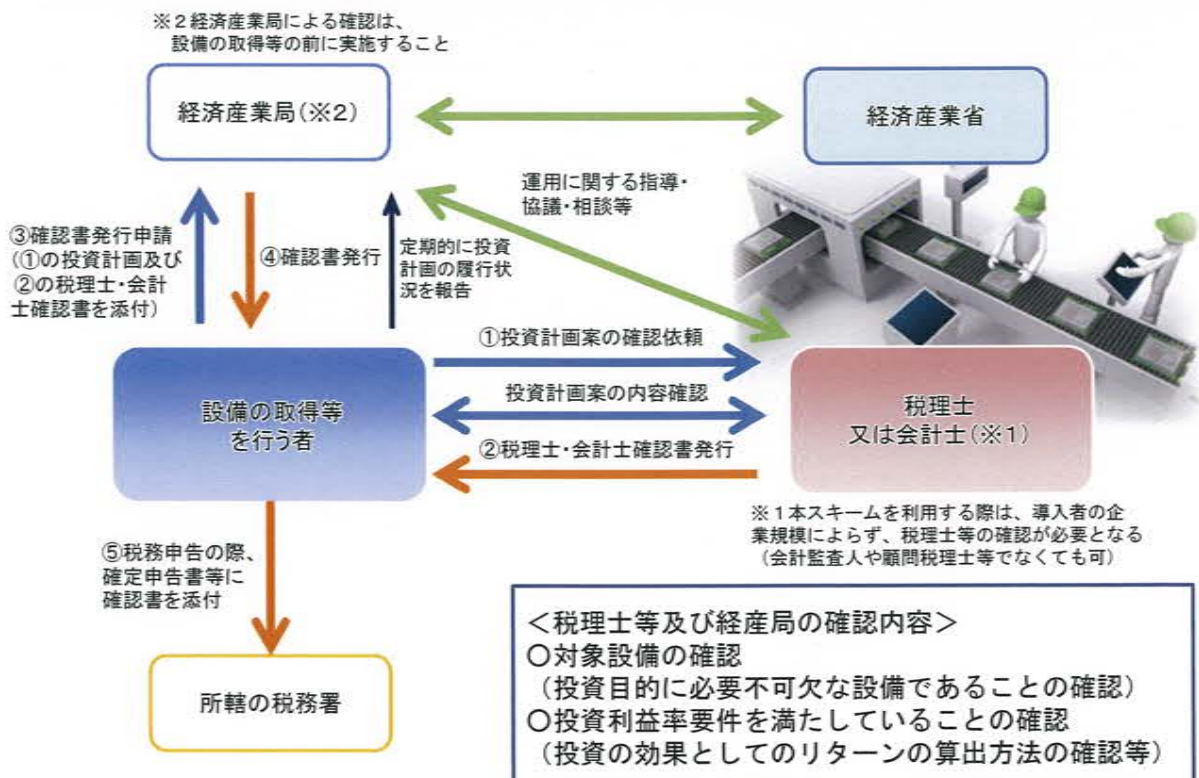 ※2経済産業局による確認は、
設備の取得等の前に実施すること
経済産業局(※2)
経済産業省
運用に関する指導・
協議・相談等
③確認書発行申請
(①の投資計画及び
②の税理士・会計
士確認書を添付)
④確認書発行
定期的に投資
計画の履行状
況を報告
①投資計画案の確認依頼
設備の取得等
を行う者
投資計画案の内容確認
税理士
又は会計士(※1)
②税理士・会計士確認書発行
※1本スキームを利用する際は、導入者の企
業規模によらず、税理士等の確認が必要となる
(会計監査人や顧問税理士等でなくても可)
⑤税務申告の際、
確定申告書等に
確認書を添付
所轄の税務署
<税理士等及び経産局の確認内容>
○対象設備の確認
(投資目的に必要不可欠な設備であることの確認)
○投資利益率要件を満たしていることの確認
(投資の効果としてのリターンの算出方法の確認等)